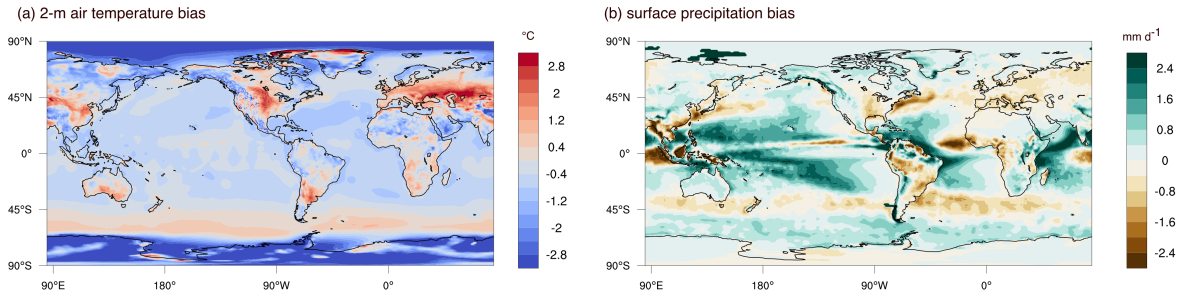 (a) 2-m air temperature bias
(b) surface precipitation bias
°C
mm d-1
90°N
45°N
0°
45°S
90°S
90°E
180°
90°W
0°
2.8
2
1.2
0.4
-0.4
-1.2
-2
-2.8
90°N
45°N
0°
45°S
90°S
90°E
180°
90°W
0°
2.4
1.6
0.8
0
-0.8
-1.6
-2.4